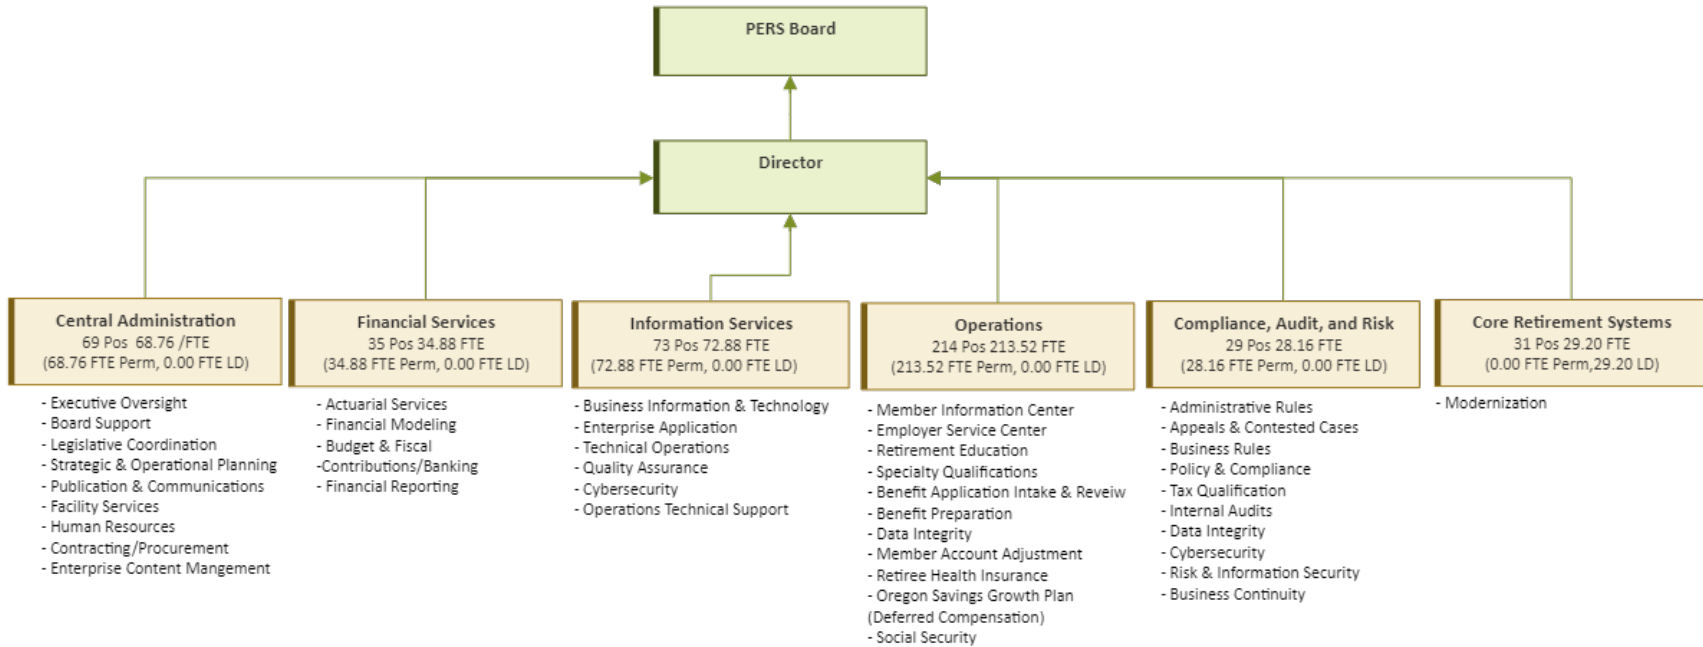 PERS Board
Director
Central Administration
69 Pos  68.76 /FTE
(68.76 FTE Perm, 0.00 FTE LD)
- Executive Oversight
- Board Support
- Legislative Coordination
- Strategic & Operational Planning
- Publication & Communications
- Facility Services
- Human Resources
- Contracting/Procurement
- Enterprise Content Mangement
Financial Services
35 Pos 34.88 FTE
(34.88 FTE Perm, 0.00 FTE LD)
- Actuarial Services
- Financial Modeling
- Budget & Fiscal
-Contributions/Banking
- Financial Reporting
Information Services
73 Pos 72.88 FTE
(72.88 FTE Perm, 0.00 FTE LD)
- Business Information & Technology
- Enterprise Application
- Technical Operations
- Quality Assurance
- Cybersecurity
- Operations Technical Support
Operations
214 Pos 213.52 FTE
(213.52 FTE Perm, 0.00 FTE LD)
- Member Information Center
- Employer Service Center
- Retirement Education
- Specialty Qualifications
- Benefit Application Intake & Reveiw
- Benefit Preparation
- Data Integrity
- Member Account Adjustment
- Retiree Health Insurance
- Oregon Savings Growth Plan
(Deferred Compensation)
- Social Security
Compliance, Audit, and Risk
29 Pos 28.16 FTE
(28.16 FTE Perm, 0.00 FTE LD)
- Administrative Rules
- Appeals & Contested Cases
- Business Rules
- Policy & Compliance
- Tax Qualification
- Internal Audits
- Data Integrity
- Cybersecurity
- Risk & Information Security
- Business Continuity
Core Retirement Systems
31 Pos 29.20 FTE
(0.00 FTE Perm,29.20 LD)
- Modernization